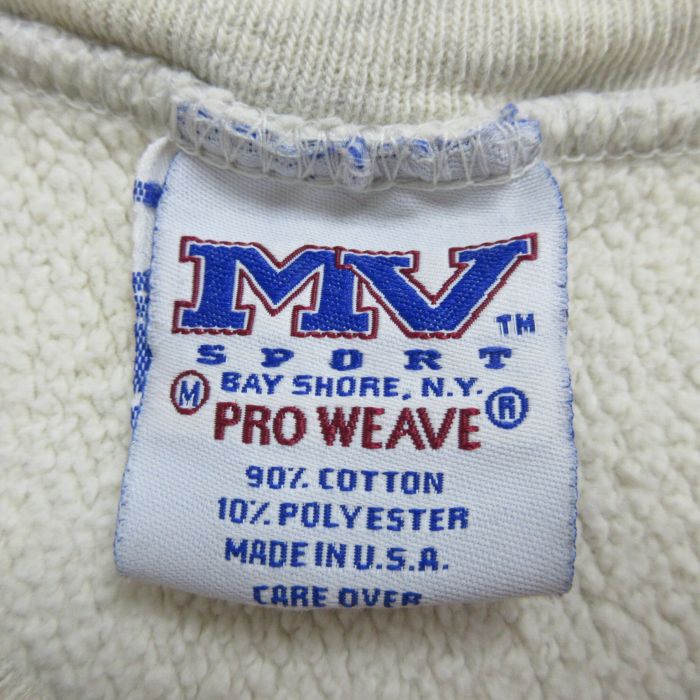 MV™
SPORT
BAY SHORE, N.Y.
Ⓜ PRO WEAVE®
90% COTTON
10% POLYESTER
MADE IN U.S.A.
CARE OVER